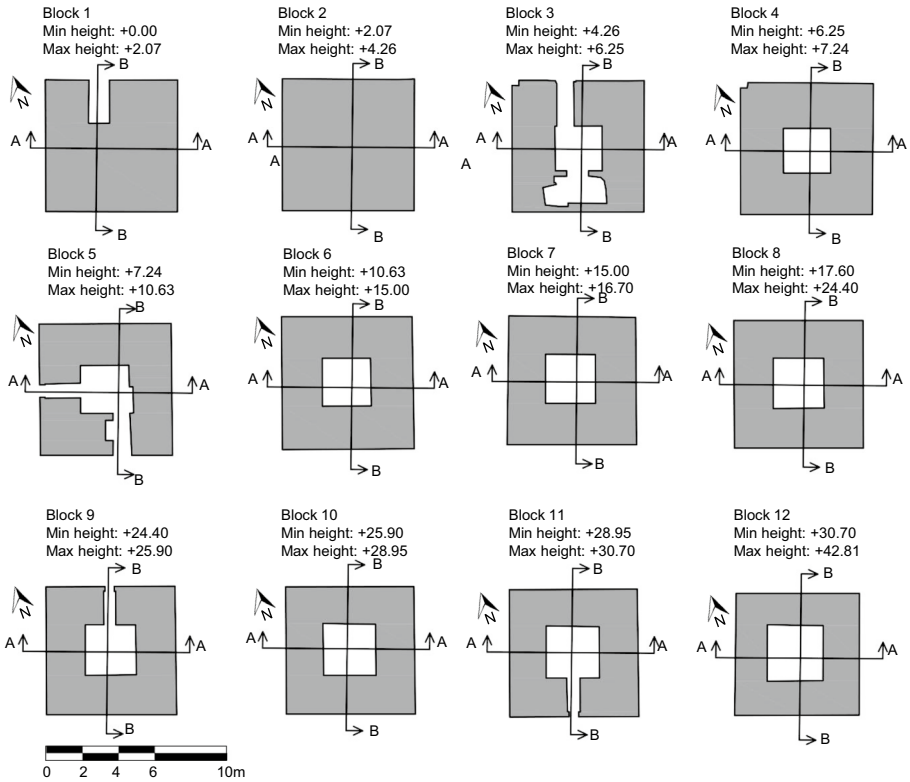 Block 1
Min height: +0.00
Max height: +2.07
B
N
A
A
B
Block 2
Min height: +2.07
Max height: +4.26
B
N
A
A
A
B
Block 3
Min height: +4.26
Max height: +6.25
B
N
A
A
A
B
Block 4
Min height: +6.25
Max height: +7.24
B
N
A
A
B
Block 5
Min height: +7.24
Max height: +10.63
B
N
A
A
B
Block 6
Min height: +10.63
Max height: +15.00
B
N
A
A
B
Block 7
Min height: +15.00
Max height: +16.70
B
N
A
A
B
Block 8
Min height: +17.60
Max height: +24.40
B
N
A
A
B
Block 9
Min height: +24.40
Max height: +25.90
B
N
A
A
B
Block 10
Min height: +25.90
Max height: +28.95
B
N
A
A
B
Block 11
Min height: +28.95
Max height: +30.70
B
N
A
A
B
Block 12
Min height: +30.70
Max height: +42.81
B
N
A
A
B
0 2 4 6 10m